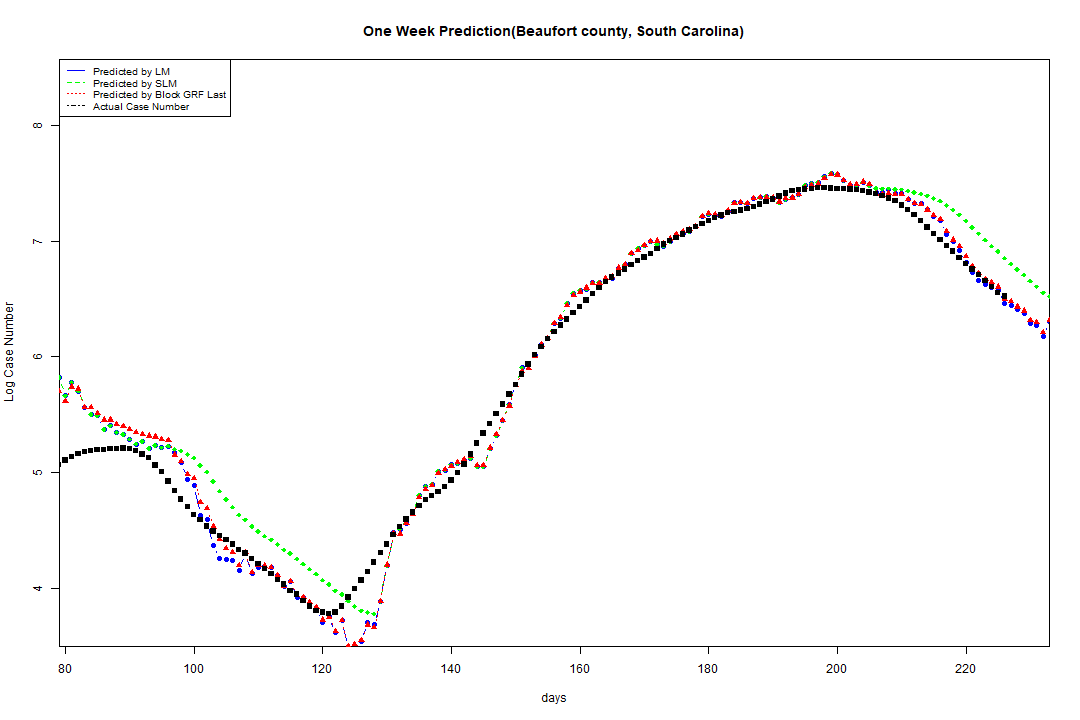 One Week Prediction(Beaufort county, South Carolina)
Predicted by LM
Predicted by SLM
Predicted by Block GRF Last
Actual Case Number
8
7
6
5
4
Log Case Number
80 100 120 140 160 180 200 220
days